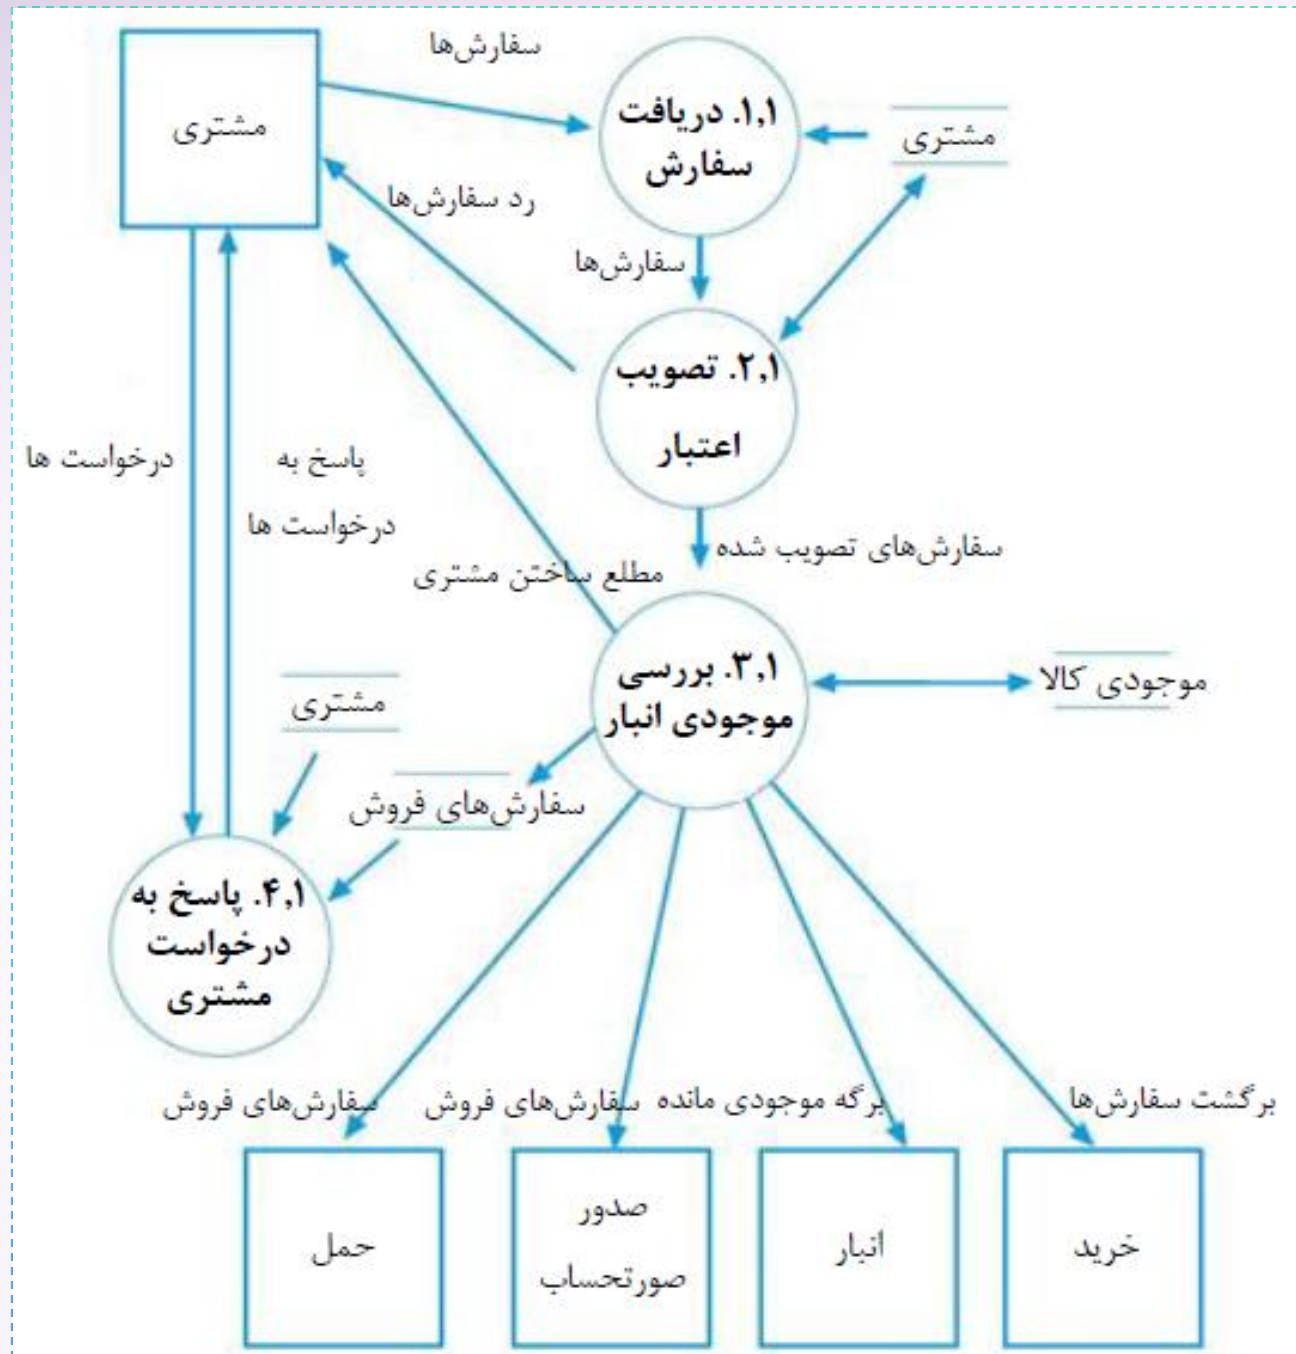 سفارش‌ها
مشتری
۱,۱. دریافت
سفارش
مشتری
رد سفارش‌ها
سفارش‌ها
۲,۱. تصویب
اعتبار
درخواست ها
پاسخ به
درخواست ها
سفارش‌های تصویب شده
مطلع ساختن مشتری
۳,۱. بررسی
موجودی انبار
موجودی کالا
مشتری
سفارش‌های فروش
۴,۱. پاسخ به
درخواست
مشتری
برگشت سفارش‌ها
برگه موجودی مانده
سفارش‌های فروش
سفارش‌های فروش
خرید
انبار
صدور
صورتحساب
حمل